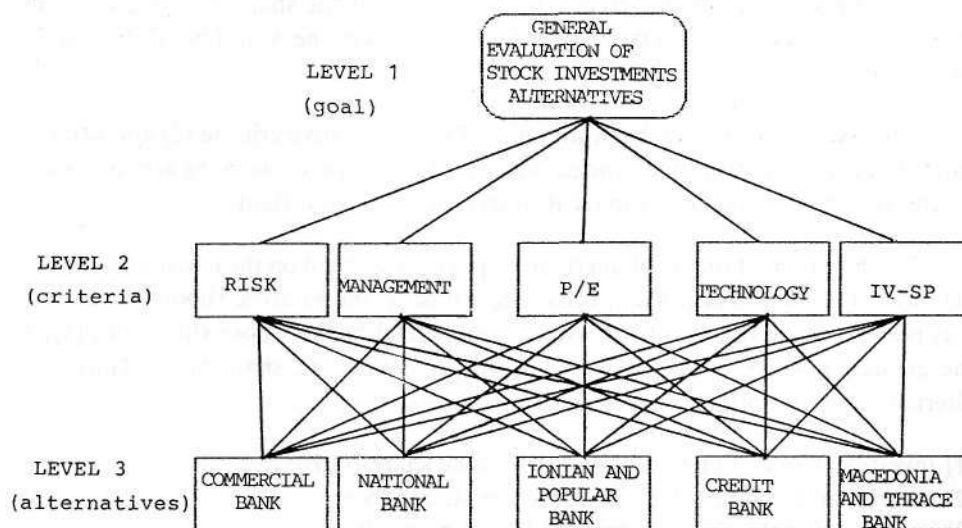 GENERAL
EVALUATION OF
STOCK INVESTMENTS
ALTERNATIVES
LEVEL 1
(goal)
LEVEL 2
(criteria)
RISK
MANAGEMENT
P/E
TECHNOLOGY
IV-SP
LEVEL 3
(alternatives)
COMMERCIAL
BANK
NATIONAL
BANK
IONIAN AND
POPULAR
BANK
CREDIT
BANK
MACEDONIA
AND THRACE
BANK